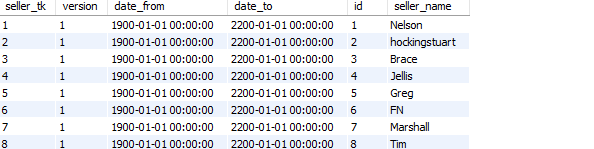 seller_tk version date_from date_to id seller_name
1 1 1900-01-01 00:00:00 2200-01-01 00:00:00 1 Nelson
2 1 1900-01-01 00:00:00 2200-01-01 00:00:00 2 hockingstuart
3 1 1900-01-01 00:00:00 2200-01-01 00:00:00 3 Brace
4 1 1900-01-01 00:00:00 2200-01-01 00:00:00 4 Jellis
5 1 1900-01-01 00:00:00 2200-01-01 00:00:00 5 Greg
6 1 1900-01-01 00:00:00 2200-01-01 00:00:00 6 FN
7 1 1900-01-01 00:00:00 2200-01-01 00:00:00 7 Marshall
8 1 1900-01-01 00:00:00 2200-01-01 00:00:00 8 Tim